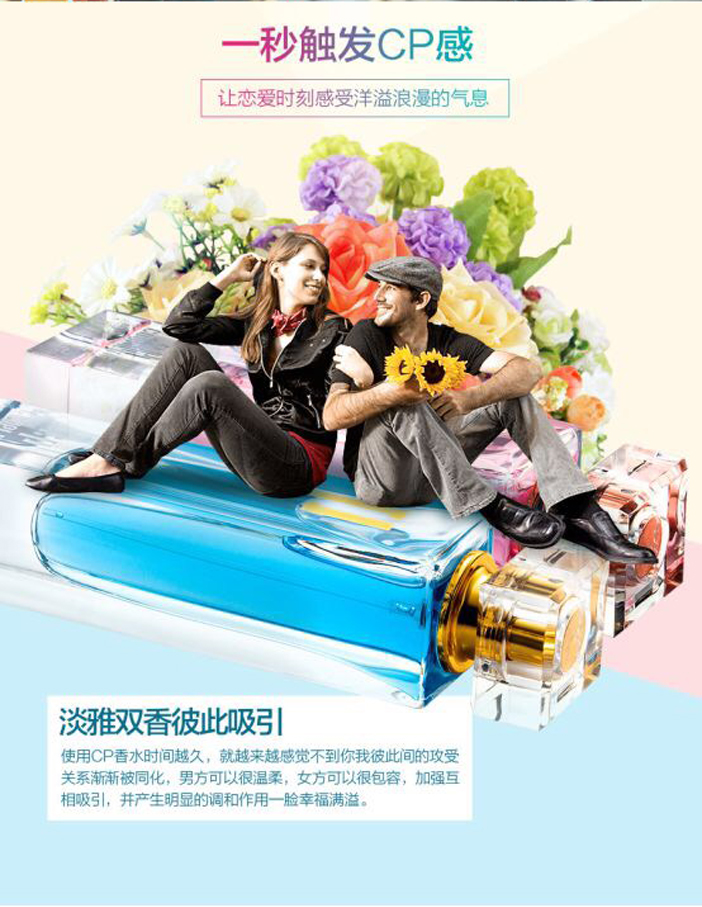 一秒触发CP感
让恋爱时刻感受洋溢浪漫的气息
淡雅双香彼此吸引
使用CP香水时间越久，就越来越感觉不到你我彼此间的攻受
关系渐渐被同化，男方可以很温柔，女方可以很包容，加强互
相吸引，并产生明显的调和作用一脸幸福满溢。